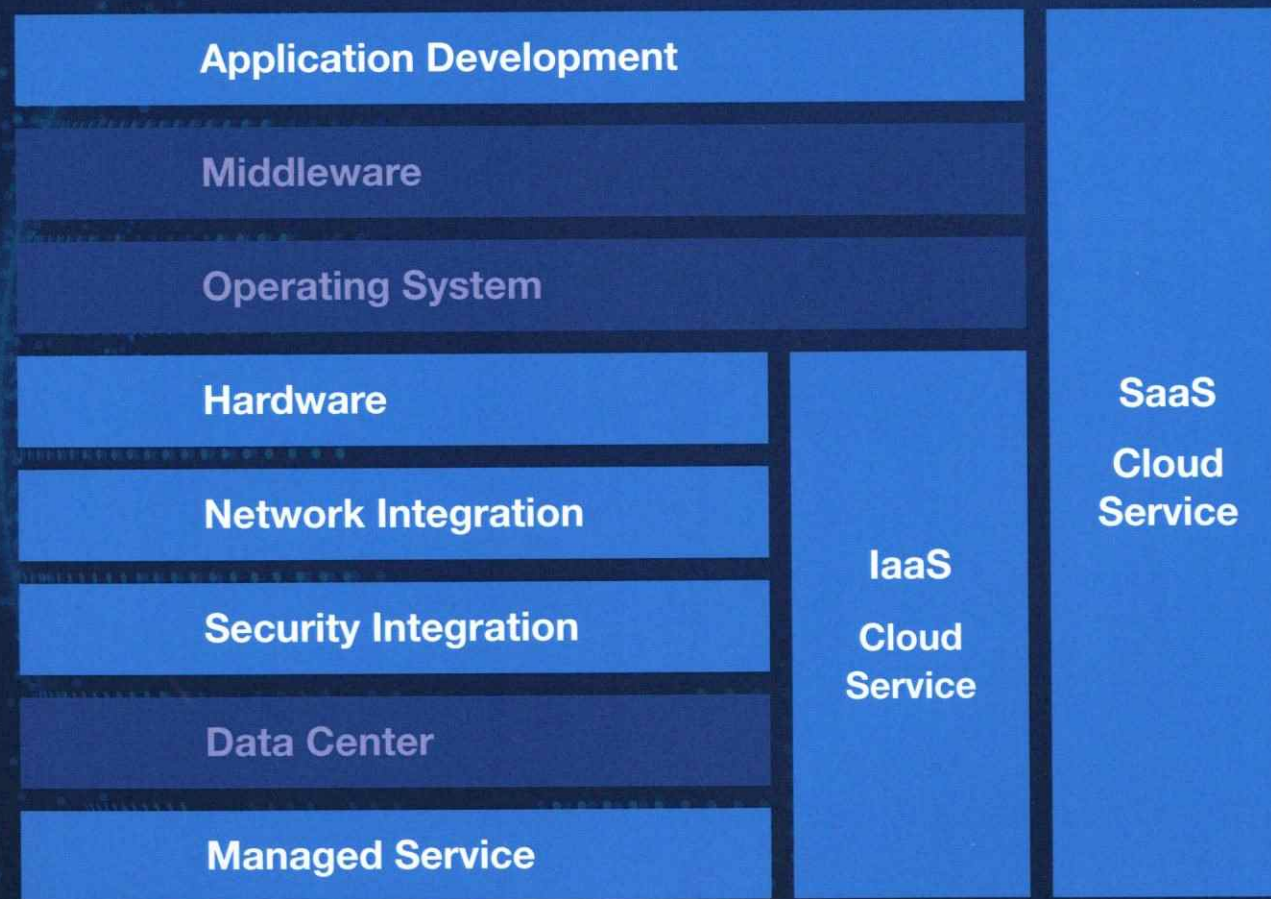 Application Development
Middleware
Operating System
Hardware
Network Integration
Security Integration
Data Center
Managed Service
IaaS
Cloud
Service
SaaS
Cloud
Service